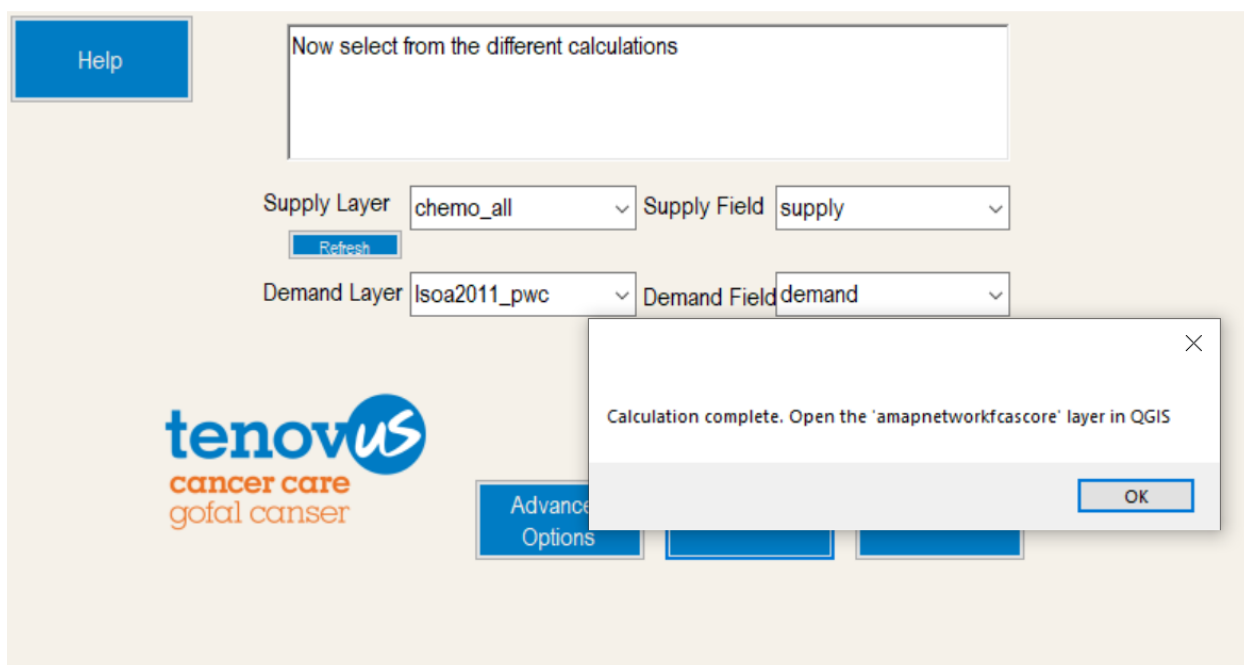 Help
Now select from the different calculations
Supply Layer
chemo_all
Supply Field
supply
Refresh
Demand Layer
lsoa2011_pwc
Demand Field
demand
Calculation complete. Open the 'amapnetworkfcascore' layer in QGIS
OK
tenovus
cancer care
gofal canser
Advance
Options